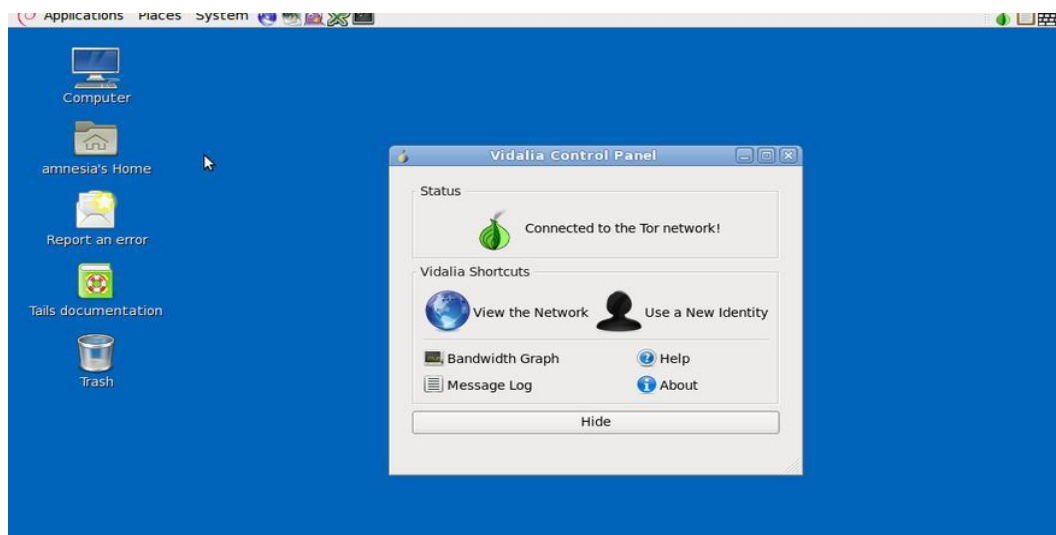 Applications Places System
Computer
amnesia's Home
Report an error
Tails documentation
Trash
Vidalia Control Panel
Status
Connected to the Tor network!
Vidalia Shortcuts
View the Network Use a New Identity
Bandwidth Graph Help
Message Log About
Hide